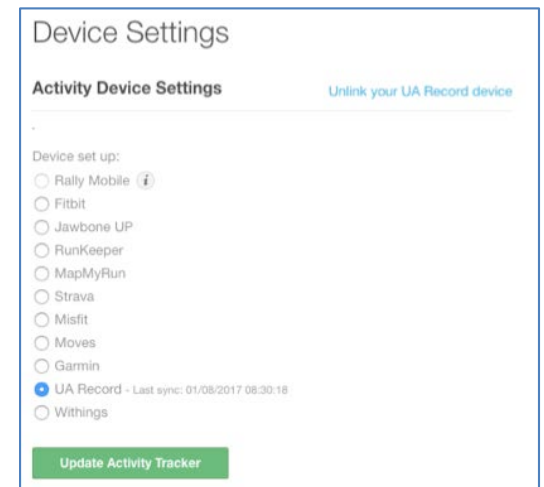 Device Settings
Activity Device Settings Unlink your UA Record device
.
Device set up:
Rally Mobile i
Fitbit
Jawbone UP
RunKeeper
MapMyRun
Strava
Misfit
Moves
Garmin
UA Record - Last sync: 01/08/2017 08:30:18
Withings
Update Activity Tracker